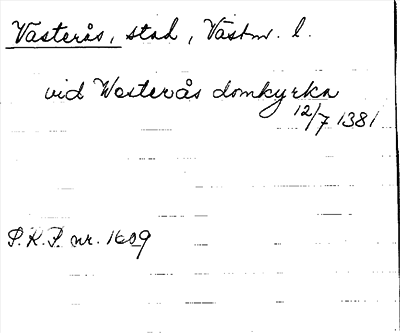 Västerås, stad, Västm. l.
vid Westerås domkyrka
12/7 1381
S.R.P. nr. 1609